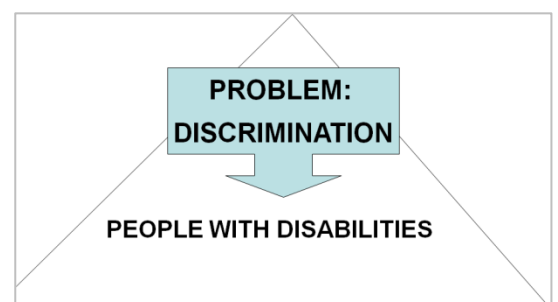 PROBLEM:
DISCRIMINATION
PEOPLE WITH DISABILITIES